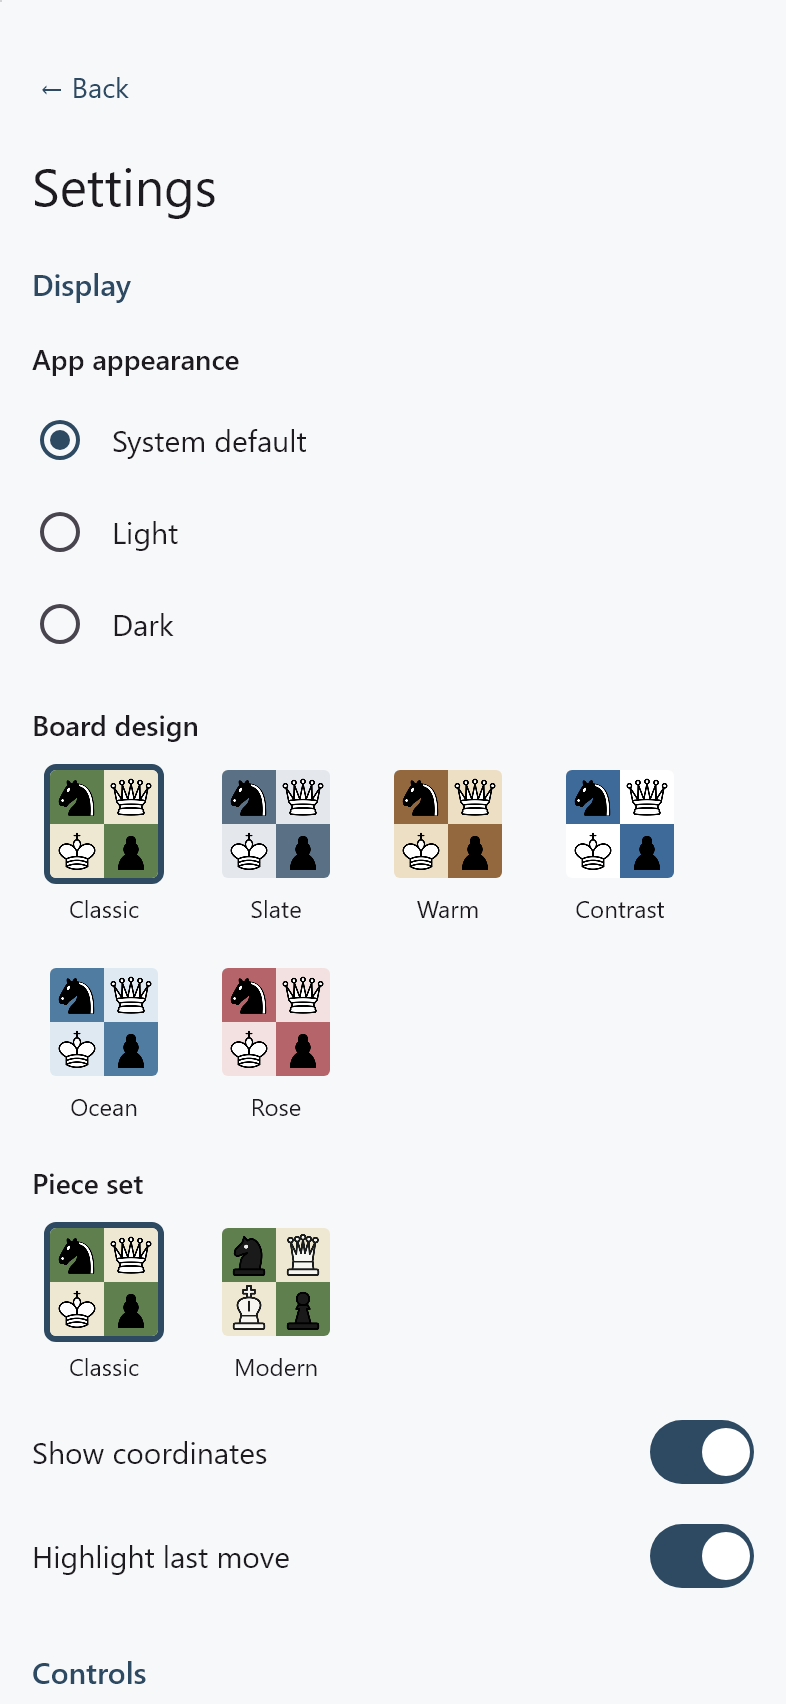 ← Back
Settings
Display
App appearance
System default
Light
Dark
Board design
Classic Slate Warm Contrast
Ocean Rose
Piece set
Classic Modern
Show coordinates
Highlight last move
Controls